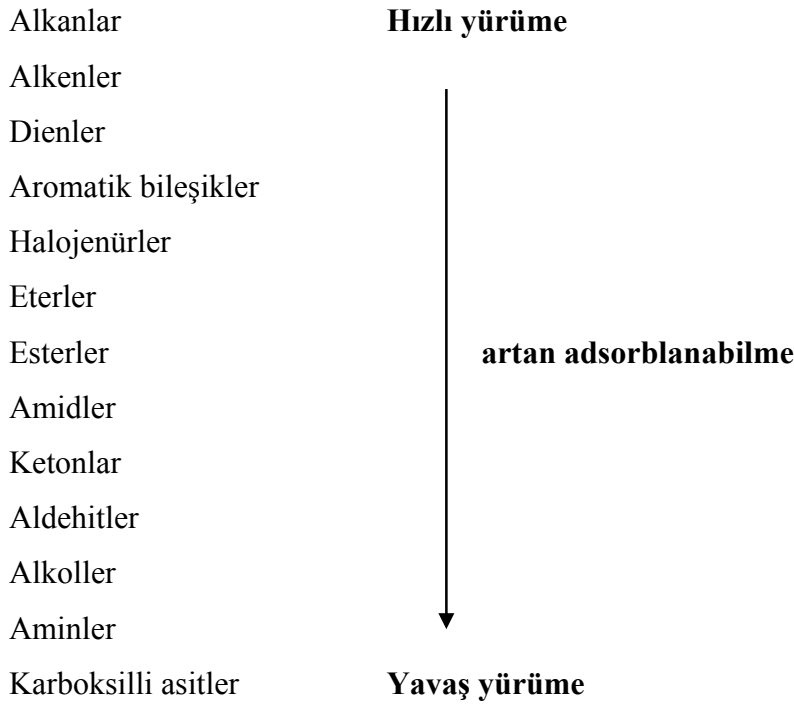 Alkanlar Hızlı yürüme
Alkenler
Dienler
Aromatik bileşikler
Halojenürler
Eterler
Esterler artan adsorblanabilme
Amidler
Ketonlar
Aldehitler
Alkoller
Aminler
Karboksilli asitler Yavaş yürüme